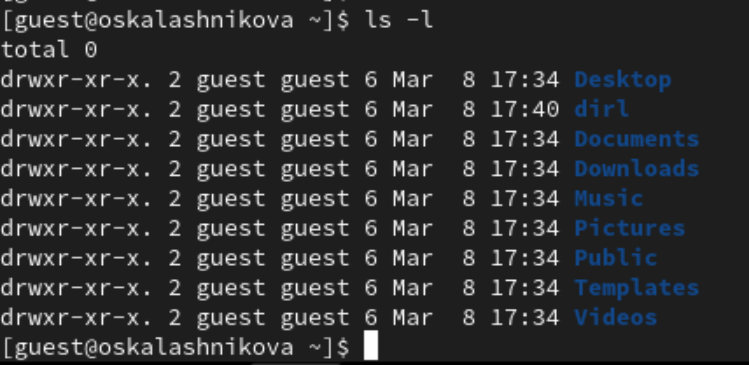 [guest@oskalashnikova ~]$ ls -l
total 0
drwxr-xr-x. 2 guest guest 6 Mar  8 17:34 Desktop
drwxr-xr-x. 2 guest guest 6 Mar  8 17:40 dirl
drwxr-xr-x. 2 guest guest 6 Mar  8 17:34 Documents
drwxr-xr-x. 2 guest guest 6 Mar  8 17:34 Downloads
drwxr-xr-x. 2 guest guest 6 Mar  8 17:34 Music
drwxr-xr-x. 2 guest guest 6 Mar  8 17:34 Pictures
drwxr-xr-x. 2 guest guest 6 Mar  8 17:34 Public
drwxr-xr-x. 2 guest guest 6 Mar  8 17:34 Templates
drwxr-xr-x. 2 guest guest 6 Mar  8 17:34 Videos
[guest@oskalashnikova ~]$